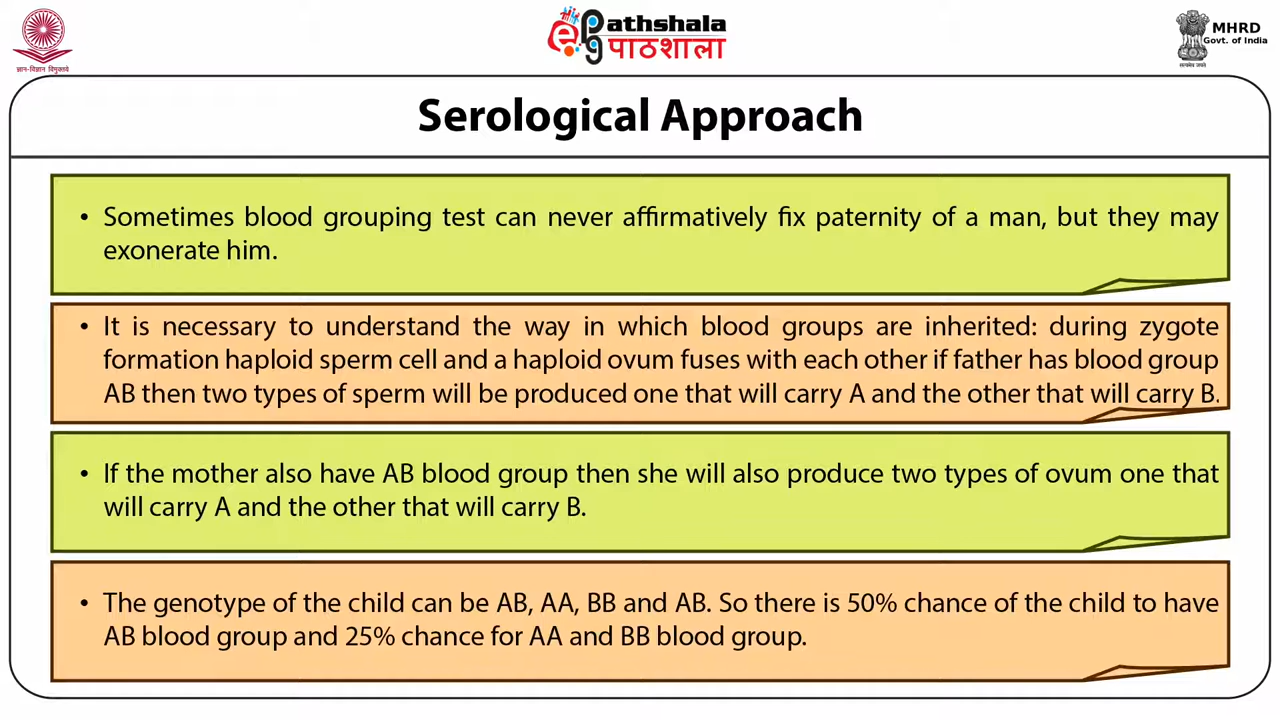 ज्ञान-विज्ञान विमुक्तये
ePGathshala
पाठशाला
MHRD
Govt. of India
सत्यमेव जयते
Serological Approach
• Sometimes blood grouping test can never affirmatively fix paternity of a man, but they may
exonerate him.
• It is necessary to understand the way in which blood groups are inherited: during zygote
formation haploid sperm cell and a haploid ovum fuses with each other if father has blood group
AB then two types of sperm will be produced one that will carry A and the other that will carry B.
• If the mother also have AB blood group then she will also produce two types of ovum one that
will carry A and the other that will carry B.
• The genotype of the child can be AB, AA, BB and AB. So there is 50% chance of the child to have
AB blood group and 25% chance for AA and BB blood group.